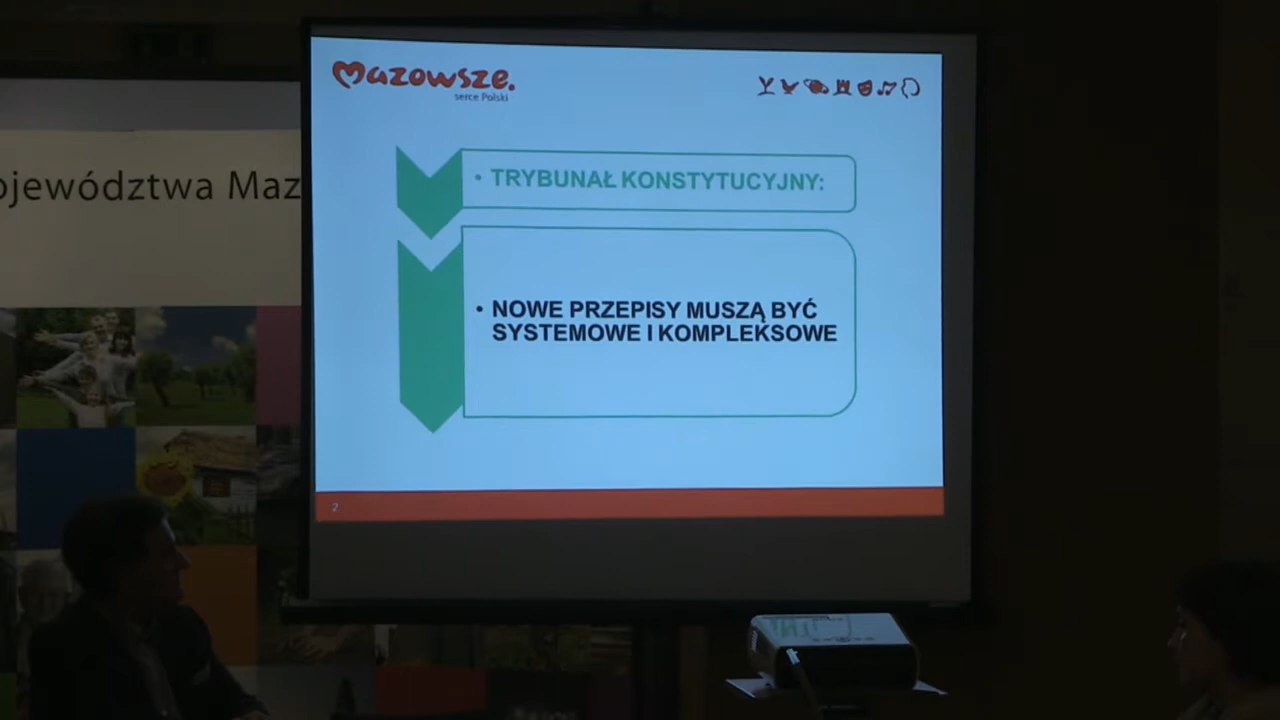 Mazowsze.
serce Polski
ojewództwa Maz
• TRYBUNAŁ KONSTYTUCYJNY:
• NOWE PRZEPISY MUSZĄ BYĆ
SYSTEMOWE I KOMPLEKSOWE
2